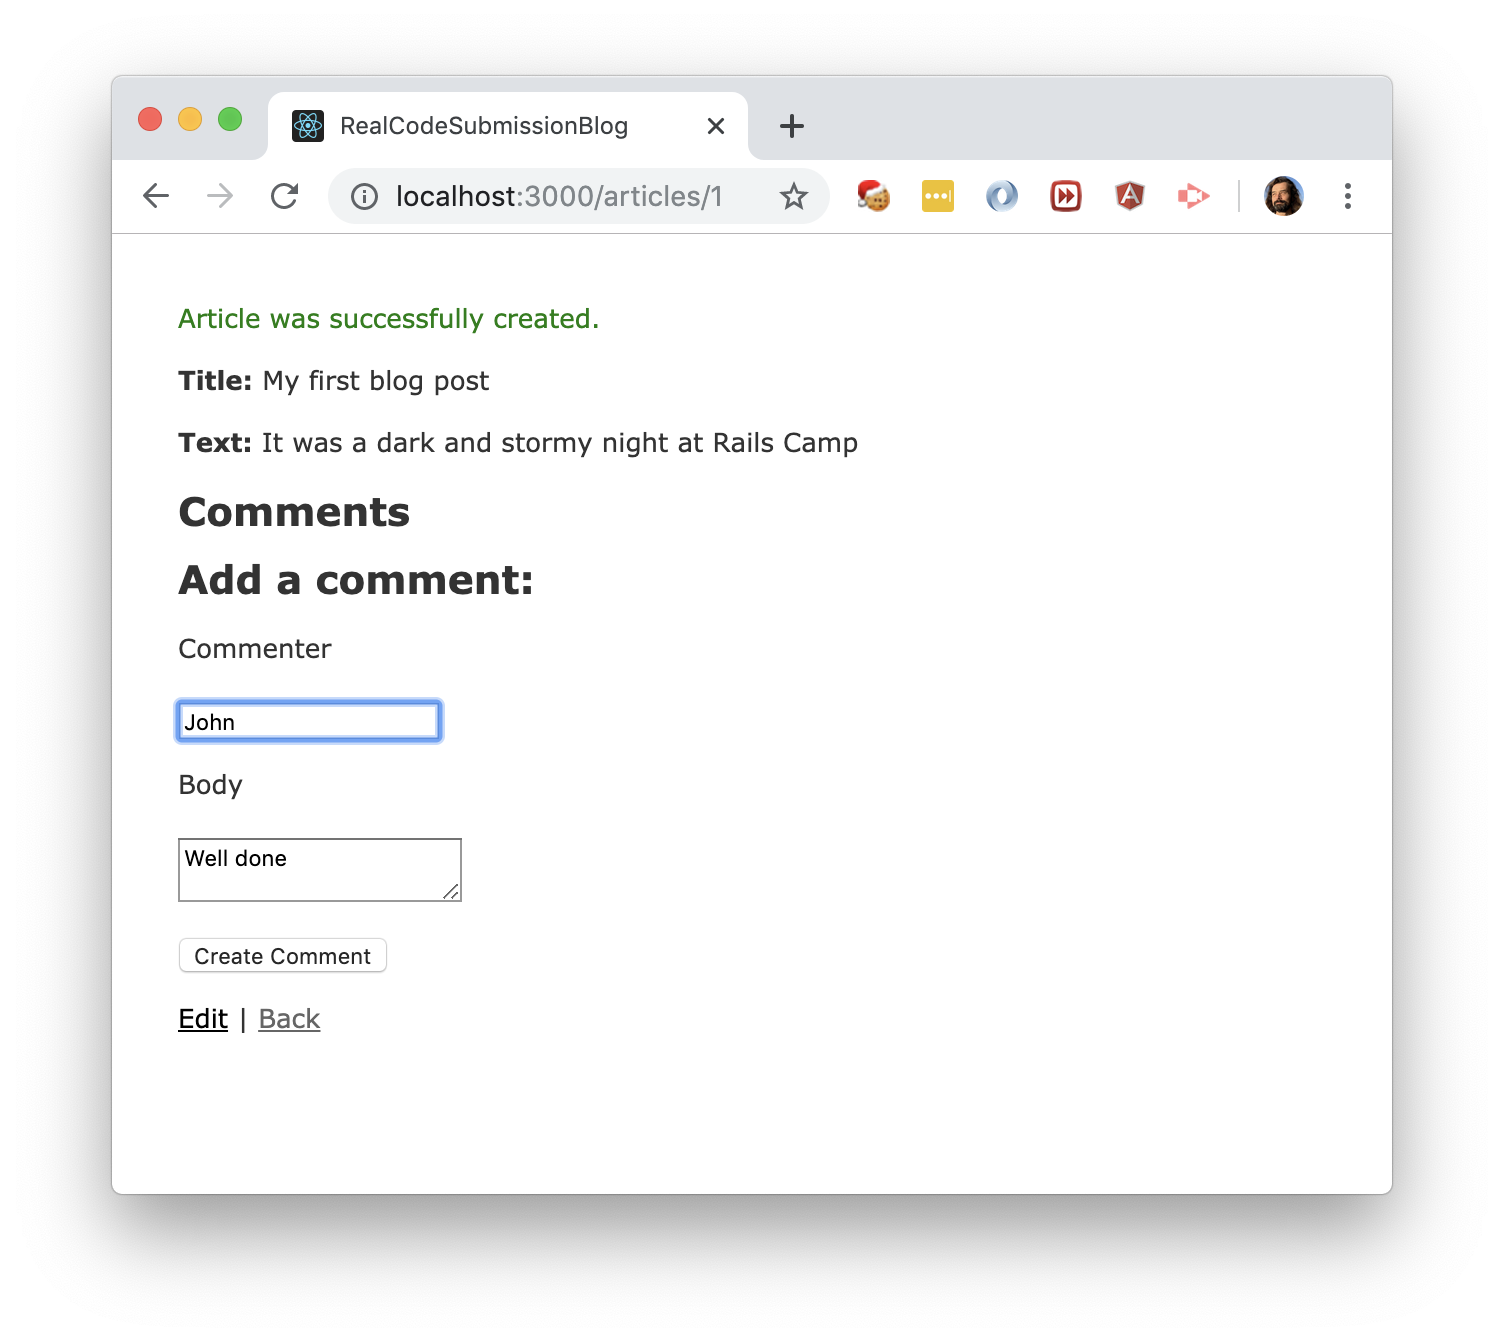 RealCodeSubmissionBlog
localhost:3000/articles/1
Article was successfully created.
Title: My first blog post
Text: It was a dark and stormy night at Rails Camp
Comments
Add a comment:
Commenter
John
Body
Well done
Create Comment
Edit | Back